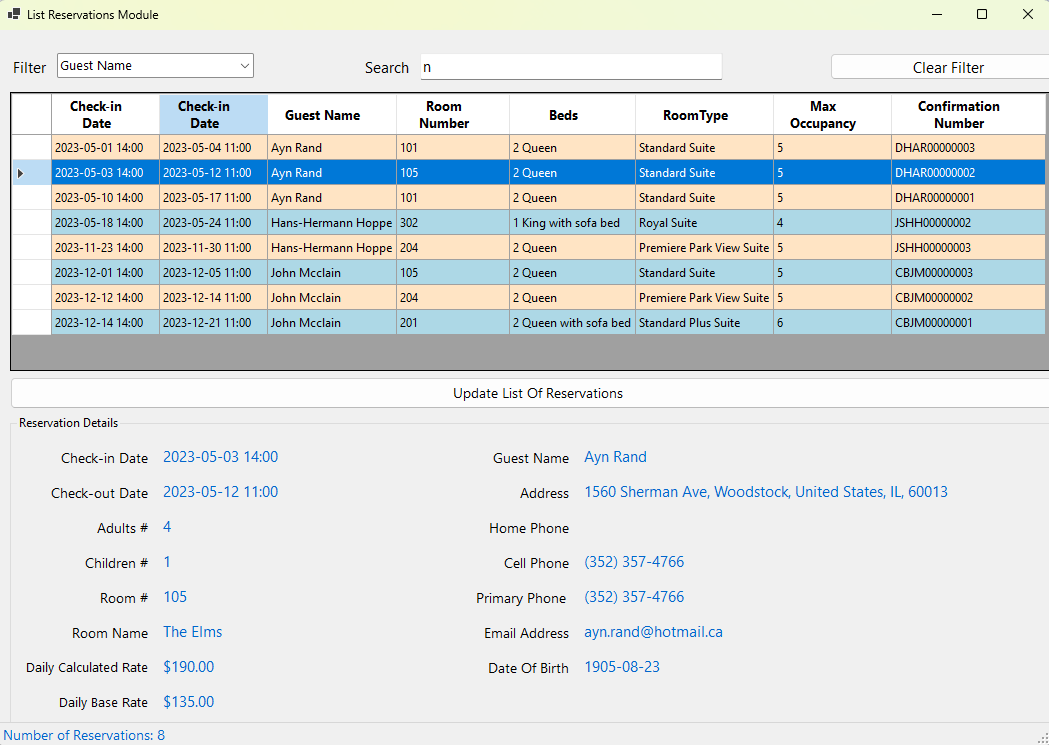 List Reservations Module
Filter Guest Name Search n Clear Filter
Check-in Date Check-in Date Guest Name Room Number Beds RoomType Max Occupancy Confirmation Number
2023-05-01 14:00 2023-05-04 11:00 Ayn Rand 101 2 Queen Standard Suite 5 DHAR00000003
2023-05-03 14:00 2023-05-12 11:00 Ayn Rand 105 2 Queen Standard Suite 5 DHAR00000002
2023-05-10 14:00 2023-05-17 11:00 Ayn Rand 101 2 Queen Standard Suite 5 DHAR00000001
2023-05-18 14:00 2023-05-24 11:00 Hans-Hermann Hoppe 302 1 King with sofa bed Royal Suite 4 JSHH00000002
2023-11-23 14:00 2023-11-30 11:00 Hans-Hermann Hoppe 204 2 Queen Premiere Park View Suite 5 JSHH00000003
2023-12-01 14:00 2023-12-05 11:00 John Mcclain 105 2 Queen Standard Suite 5 CBJM00000003
2023-12-12 14:00 2023-12-14 11:00 John Mcclain 204 2 Queen Premiere Park View Suite 5 CBJM00000002
2023-12-14 14:00 2023-12-21 11:00 John Mcclain 201 2 Queen with sofa bed Standard Plus Suite 6 CBJM00000001
Update List Of Reservations
Reservation Details
Check-in Date 2023-05-03 14:00 Guest Name Ayn Rand
Check-out Date 2023-05-12 11:00 Address 1560 Sherman Ave, Woodstock, United States, IL, 60013
Adults # 4 Home Phone
Children # 1 Cell Phone (352) 357-4766
Room # 105 Primary Phone (352) 357-4766
Room Name The Elms Email Address ayn.rand@hotmail.ca
Daily Calculated Rate $190.00 Date Of Birth 1905-08-23
Daily Base Rate $135.00
Number of Reservations: 8